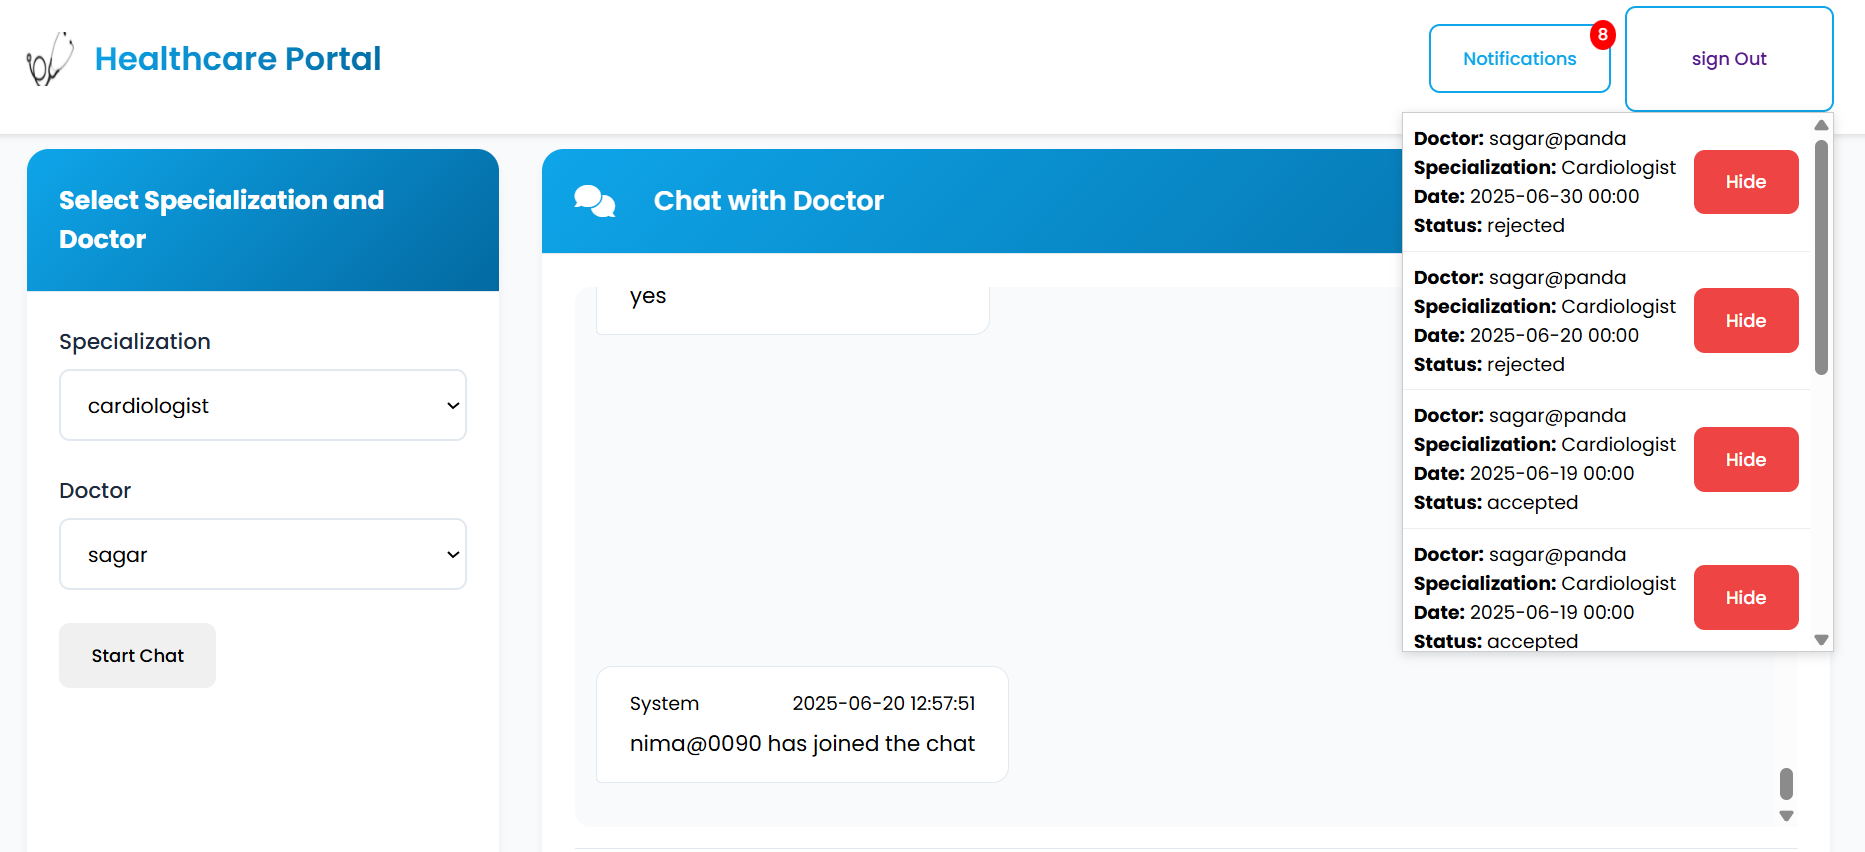 Healthcare Portal
Notifications
8
sign Out
Select Specialization and
Doctor
Specialization
cardiologist
Doctor
sagar
Start Chat
Chat with Doctor
yes
System 2025-06-20 12:57:51
nima@0090 has joined the chat
Doctor: sagar@panda
Specialization: Cardiologist
Date: 2025-06-30 00:00
Status: rejected
Hide
Doctor: sagar@panda
Specialization: Cardiologist
Date: 2025-06-20 00:00
Status: rejected
Hide
Doctor: sagar@panda
Specialization: Cardiologist
Date: 2025-06-19 00:00
Status: accepted
Hide
Doctor: sagar@panda
Specialization: Cardiologist
Date: 2025-06-19 00:00
Status: accepted
Hide